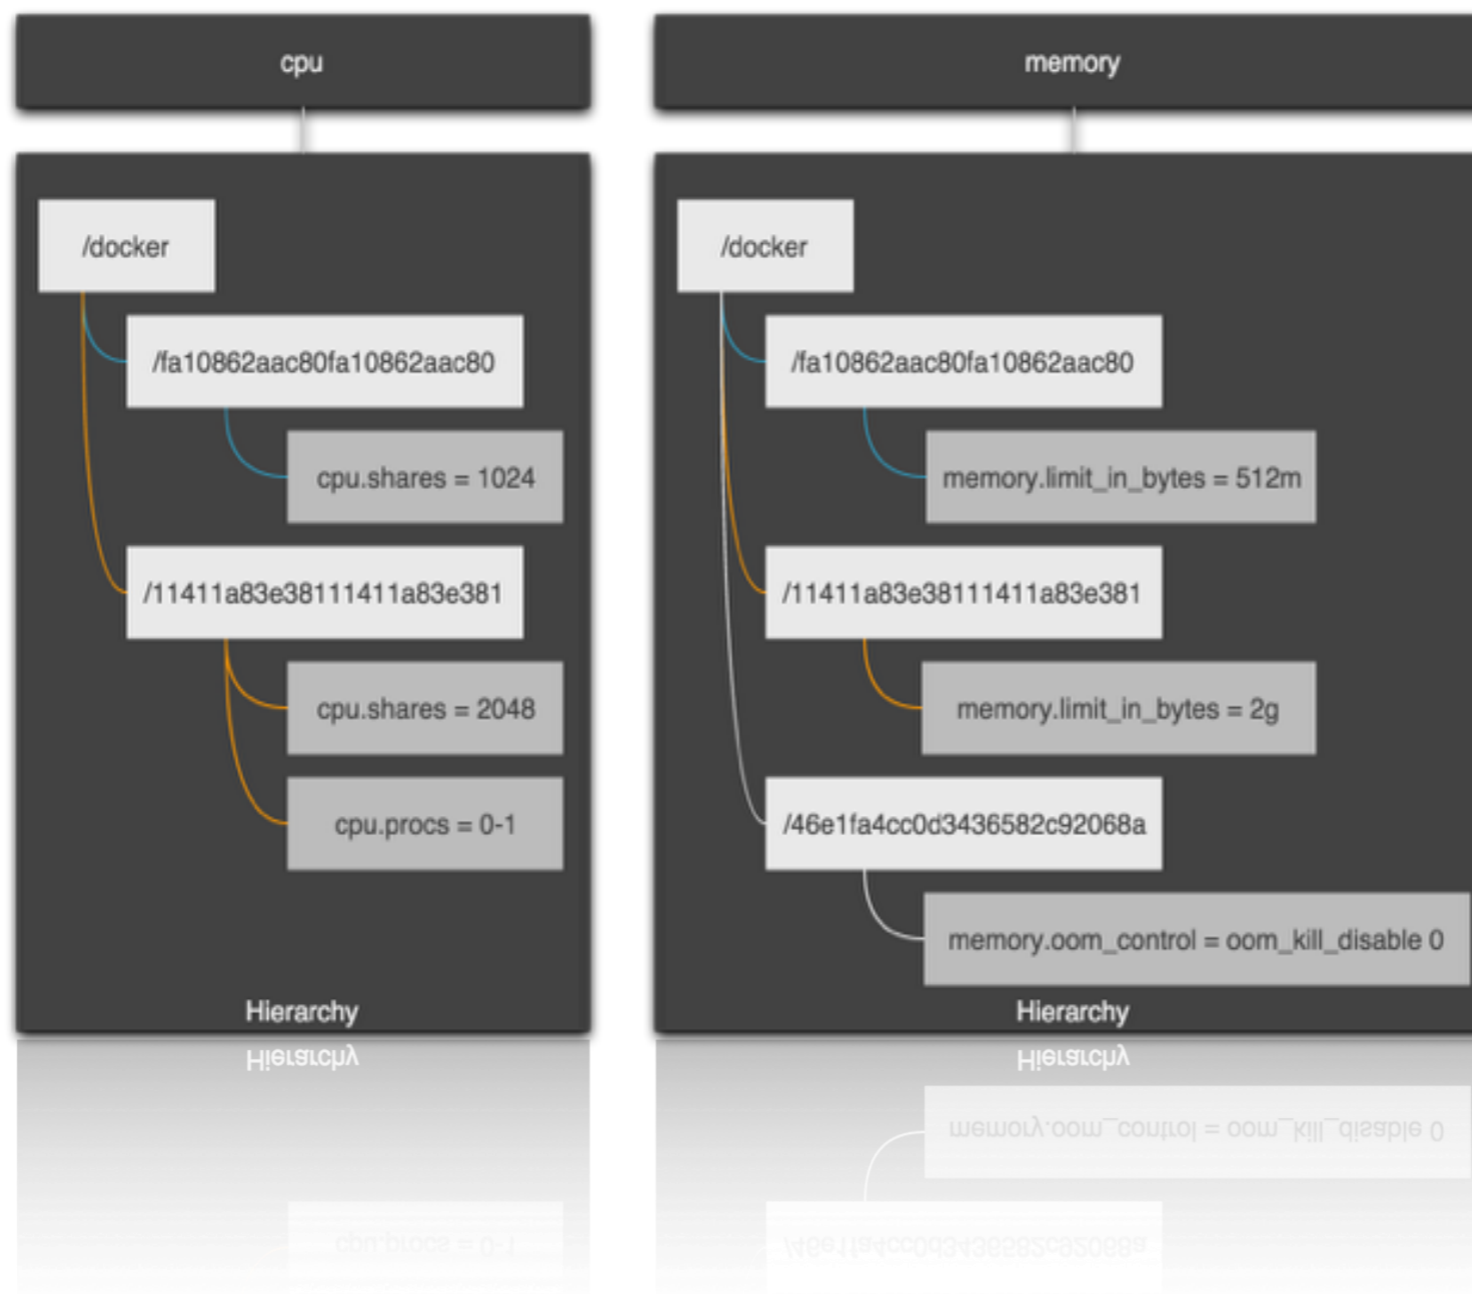 cpu
/docker
/fa10862aac80fa10862aac80
cpu.shares = 1024
/11411a83e38111411a83e381
cpu.shares = 2048
cpu.procs = 0-1
Hierarchy
memory
/docker
/fa10862aac80fa10862aac80
memory.limit_in_bytes = 512m
/11411a83e38111411a83e381
memory.limit_in_bytes = 2g
/46e1fa4cc0d3436582c92068a
memory.oom_control = oom_kill_disable 0
Hierarchy